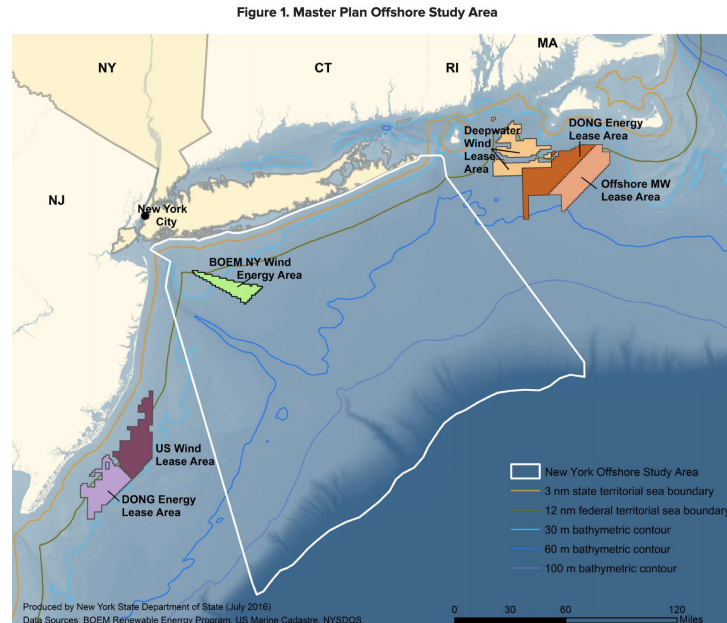 Figure 1. Master Plan Offshore Study Area
MA
NY
CT
RI
Deepwater
Wind
Lease
Area
DONG Energy
Lease Area
Offshore MW
Lease Area
NJ
New York
City
BOEM NY Wind
Energy Area
US Wind
Lease Area
DONG Energy
Lease Area
New York Offshore Study Area
3 nm state territorial sea boundary
12 nm federal territorial sea boundary
30 m bathymetric contour
60 m bathymetric contour
100 m bathymetric contour
Produced by New York State Department of State (July 2016)
Data Sources: BOEM Renewable Energy Program, US Marine Cadastre, NYSDOS
0 30 60 120
Miles